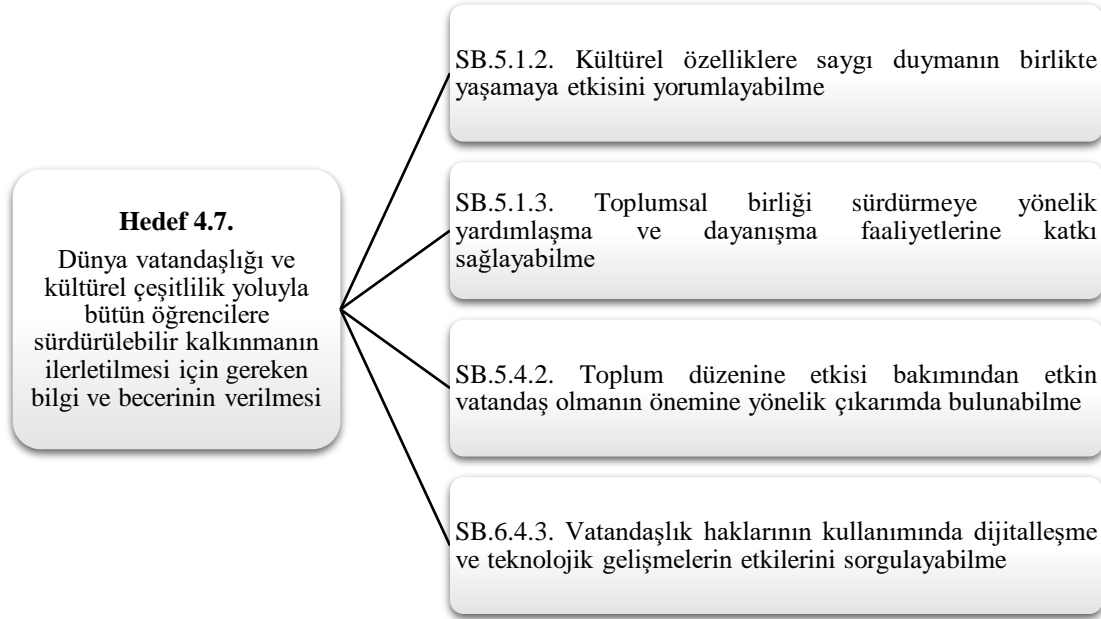 Hedef 4.7.
Dünya vatandaşlığı ve
kültürel çeşitlilik yoluyla
bütün öğrencilere
sürdürülebilir kalkınmanın
ilerletilmesi için gereken
bilgi ve becerinin verilmesi
SB.5.1.2. Kültürel özelliklere saygı duymanın birlikte
yaşamaya etkisini yorumlayabilme
SB.5.1.3. Toplumsal birliği sürdürmeye yönelik
yardımlaşma ve dayanışma faaliyetlerine katkı
sağlayabilme
SB.5.4.2. Toplum düzenine etkisi bakımından etkin
vatandaş olmanın önemine yönelik çıkarımda bulunabilme
SB.6.4.3. Vatandaşlık haklarının kullanımında dijitalleşme
ve teknolojik gelişmelerin etkilerini sorgulayabilme